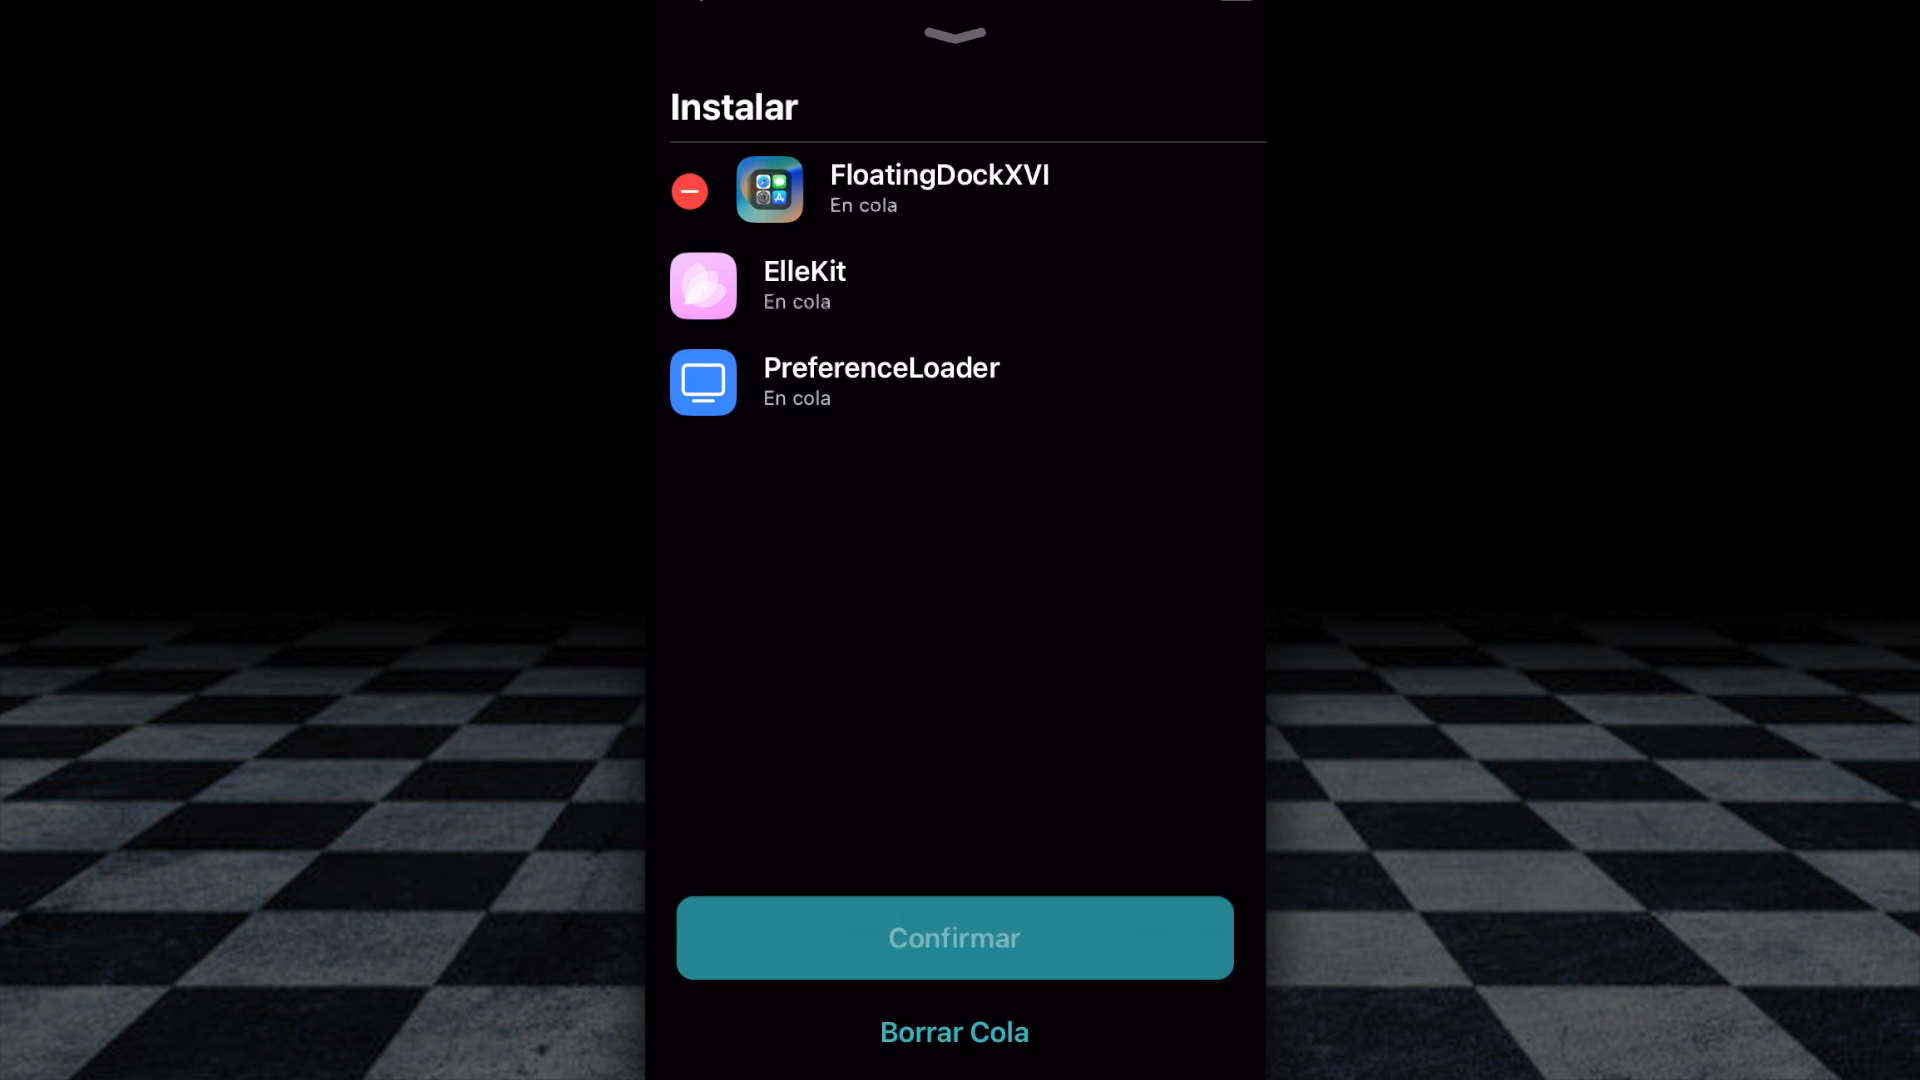 Instalar
FloatingDockXVI
En cola
ElleKit
En cola
PreferenceLoader
En cola
Confirmar
Borrar Cola